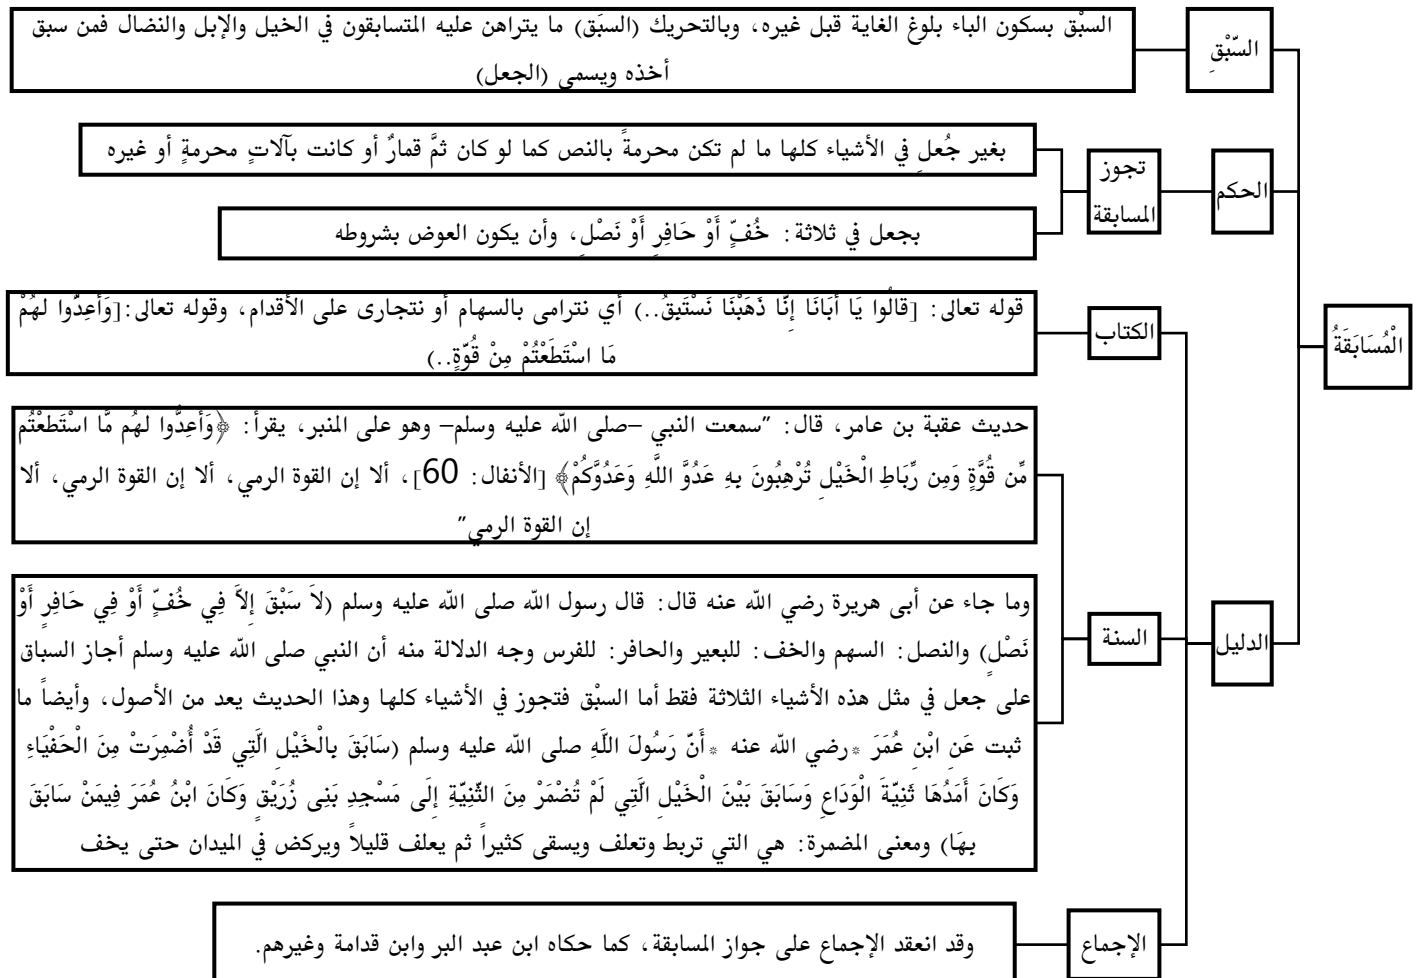 الْمُسَابَقَةُ
السّبْقِ
السبْق بسكون الباء بلوغ الغاية قبل غيره، وبالتحريك (السبَق) ما يتراهن عليه المتسابقون في الخيل والإبل والنضال فمن سبق
أخذه ويسمى (الجعل)
الحكم
تجوز
المسابقة
بغير جُعلٍ في الأشياء كلها ما لم تكن محرمةً بالنص كما لو كان ثمَّ قمارٌ أو كانت بآلاتٍ محرمةٍ أو غيره
بجعل في ثلاثة: خُفٍّ أَوْ حَافِرٍ أَوْ نَصْلٍ، وأن يكون العوض بشروطه
الدليل
الكتاب
قوله تعالى: [قالُوا يَا أَبَانَا إِنَّا ذَهَبْنَا نَسْتَبِقُ..) أي نترامى بالسهام أو نتجارى على الأقدام، وقوله تعالى:[وَأَعِدُّوا لهُمْ
مَا اسْتَطَعْتُمْ مِنْ قُوّةٍ..)
السنة
حديث عقبة بن عامر، قال: "سمعت النبي –صلى الله عليه وسلم– وهو على المنبر، يقرأ: ﴿وَأَعِدُّوا لهُم مَّا اسْتَطعْتُم
مِّن قُوَّةٍ وَمِن رِّبَاطِ الْخَيْلِ تُرْهِبُونَ بِهِ عَدُوَّ اللَّهِ وَعَدُوَّكُمْ﴾ [الأنفال: 60]، ألا إن القوة الرمي، ألا إن القوة الرمي، ألا
إن القوة الرمي"
وما جاء عن أبى هريرة رضي الله عنه قال: قال رسول الله صلى الله عليه وسلم (لاَ سَبْقَ إِلاَّ فِي خُفٍّ أَوْ فِي حَافِرٍ أَوْ
نَصْلٍ) والنصل: السهم والخف: للبعير والحافر: للفرس وجه الدلالة منه أن النبي صلى الله عليه وسلم أجاز السباق
على جعل في مثل هذه الأشياء الثلاثة فقط أما السبْق فتجوز في الأشياء كلها وهذا الحديث يعد من الأصول، وأيضاً ما
ثبت عَنِ ابْنِ عُمَرَ *رضي الله عنه *أَنّ رَسُولَ اللَّهِ صلى الله عليه وسلم (سَابَقَ بِالْخَيْلِ الَّتِي قَدْ أُضْمِرَتْ مِنَ الْحَفْيَاءِ
وَكَانَ أَمَدُهَا ثَنِيّةَ الْوَدَاعِ وَسَابَقَ بَيْنَ الْخَيْلِ الَّتِي لَمْ تُضْمَرْ مِنَ الثّنِيّةِ إِلَى مَسْجِدِ بَنِى زُرَيْقٍ وَكَانَ ابْنُ عُمَرَ فِيمَنْ سَابَقَ
بِهَا) ومعنى المضمرة: هي التي تربط وتعلف ويسقى كثيراً ثم يعلف قليلاً ويركض في الميدان حتى يخف
الإجماع
وقد انعقد الإجماع على جواز المسابقة، كما حكاه ابن عبد البر وابن قدامة وغيرهم.